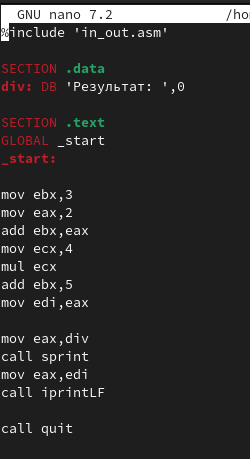 GNU nano 7.2 /ho
%include 'in_out.asm'
SECTION .data
div: DB 'Результат: ',0
SECTION .text
GLOBAL _start
_start:
mov ebx,3
mov eax,2
add ebx,eax
mov ecx,4
mul ecx
add ebx,5
mov edi,eax
mov eax,div
call sprint
mov eax,edi
call iprintLF
call quit